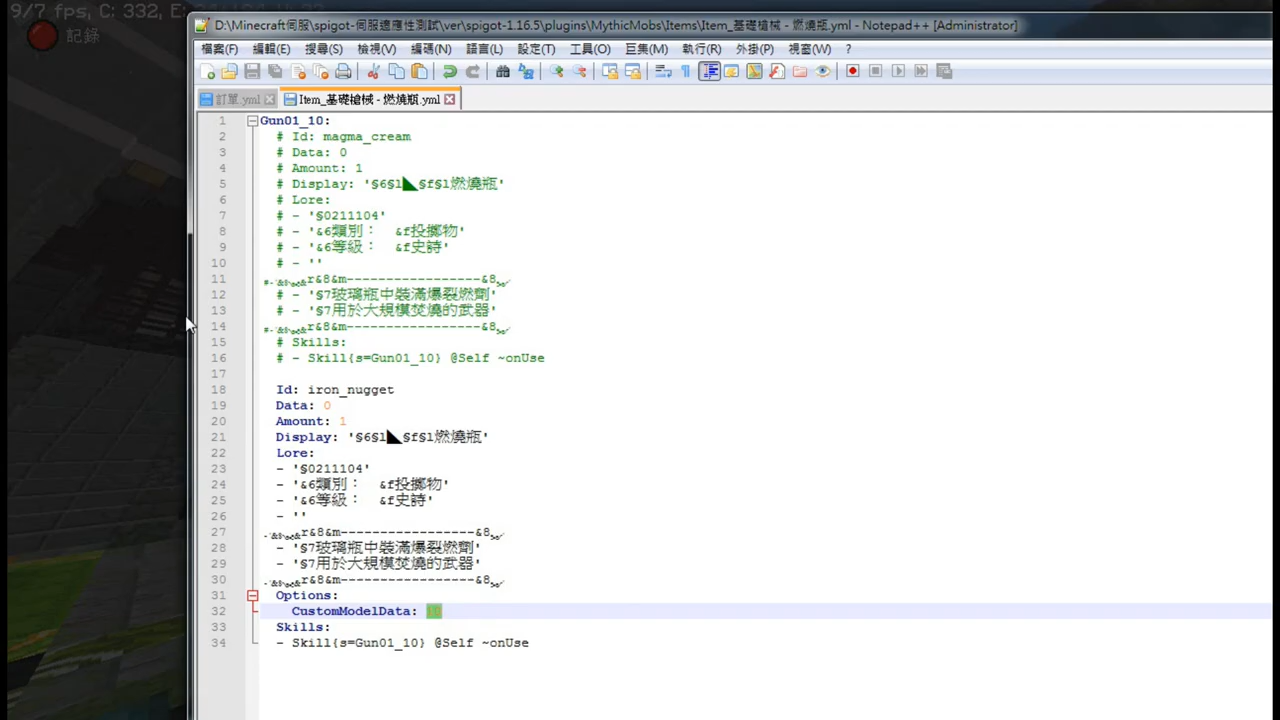 9/7 fps, C: 332, E:
記錄
D:\Minecraft伺服\spigot-伺服適應性測試\ver\spigot-1.16.5\plugins\MythicMobs\Items\Item_基礎槍械 - 燃燒瓶.yml - Notepad++ [Administrator]
檔案(F) 編輯(E) 搜尋(S) 檢視(V) 編碼(N) 語言(L) 設定(T) 工具(O) 巨集(M) 執行(R) 外掛(P) 視窗(W) ?
訂單.yml Item_基礎槍械 - 燃燒瓶.yml
1 Gun01_10:
2 # Id: magma_cream
3 # Data: 0
4 # Amount: 1
5 # Display: '§6§l◣§f§l燃燒瓶'
6 # Lore:
7 # - '§0211104'
8 # - '&6類別： &f投擲物'
9 # - '&6等級： &f史詩'
10 # - ''
11 r&8&m-----------------&8
12 # - '§7玻璃瓶中裝滿爆裂燃劑'
13 # - '§7用於大規模焚燒的武器'
14 r&8&m-----------------&8
15 # Skills:
16 # - Skill{s=Gun01_10} @Self ~onUse
17
18 Id: iron_nugget
19 Data: 0
20 Amount: 1
21 Display: '§6§l◣§f§l燃燒瓶'
22 Lore:
23 - '§0211104'
24 - '&6類別： &f投擲物'
25 - '&6等級： &f史詩'
26 - ''
27 r&8&m-----------------&8
28 - '§7玻璃瓶中裝滿爆裂燃劑'
29 - '§7用於大規模焚燒的武器'
30 r&8&m-----------------&8
31 Options:
32 CustomModelData:
33 Skills:
34 - Skill{s=Gun01_10} @Self ~onUse